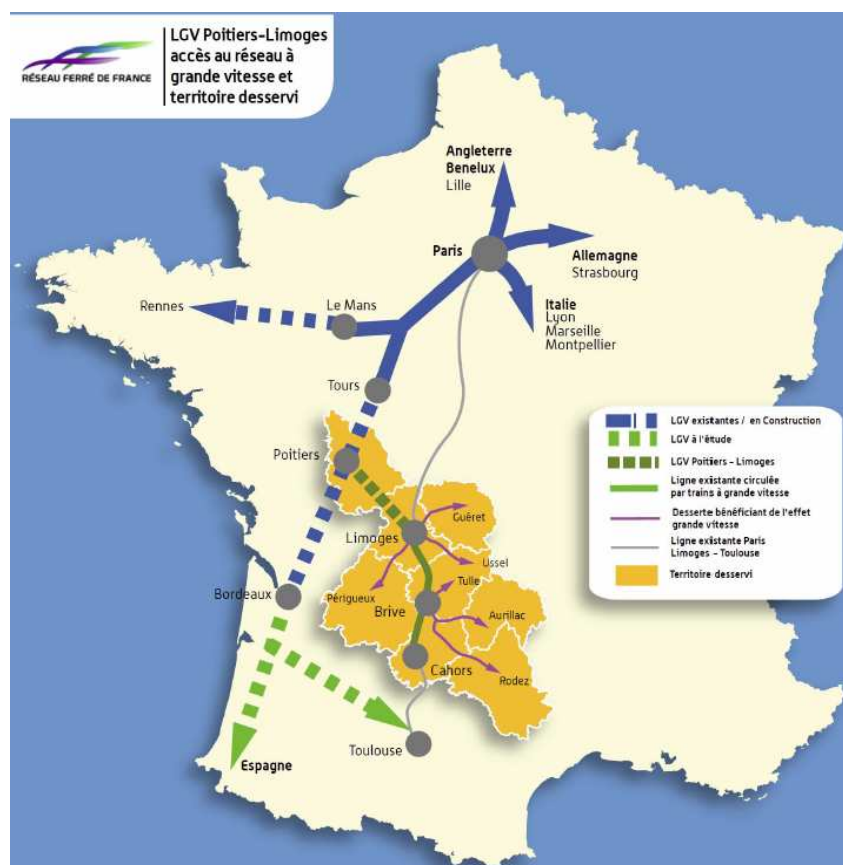 RÉSEAU FERRÉ DE FRANCE
LGV Poitiers-Limoges
accès au réseau à
grande vitesse et
territoire desservi
Angleterre
Benelux
Lille
Paris
Allemagne
Strasbourg
Italie
Lyon
Marseille
Montpellier
Rennes
Le Mans
Tours
Poitiers
Guéret
Limoges
Ussel
Tulle
Périgueux
Bordeaux
Brive
Aurillac
Cahors
Rodez
Toulouse
Espagne
LGV existantes / en Construction
LGV à l'étude
LGV Poitiers - Limoges
Ligne existante circulée
par trains à grande vitesse
Desserte bénéficiant de l'effet
grande vitesse
Ligne existante Paris
Limoges - Toulouse
Territoire desservi